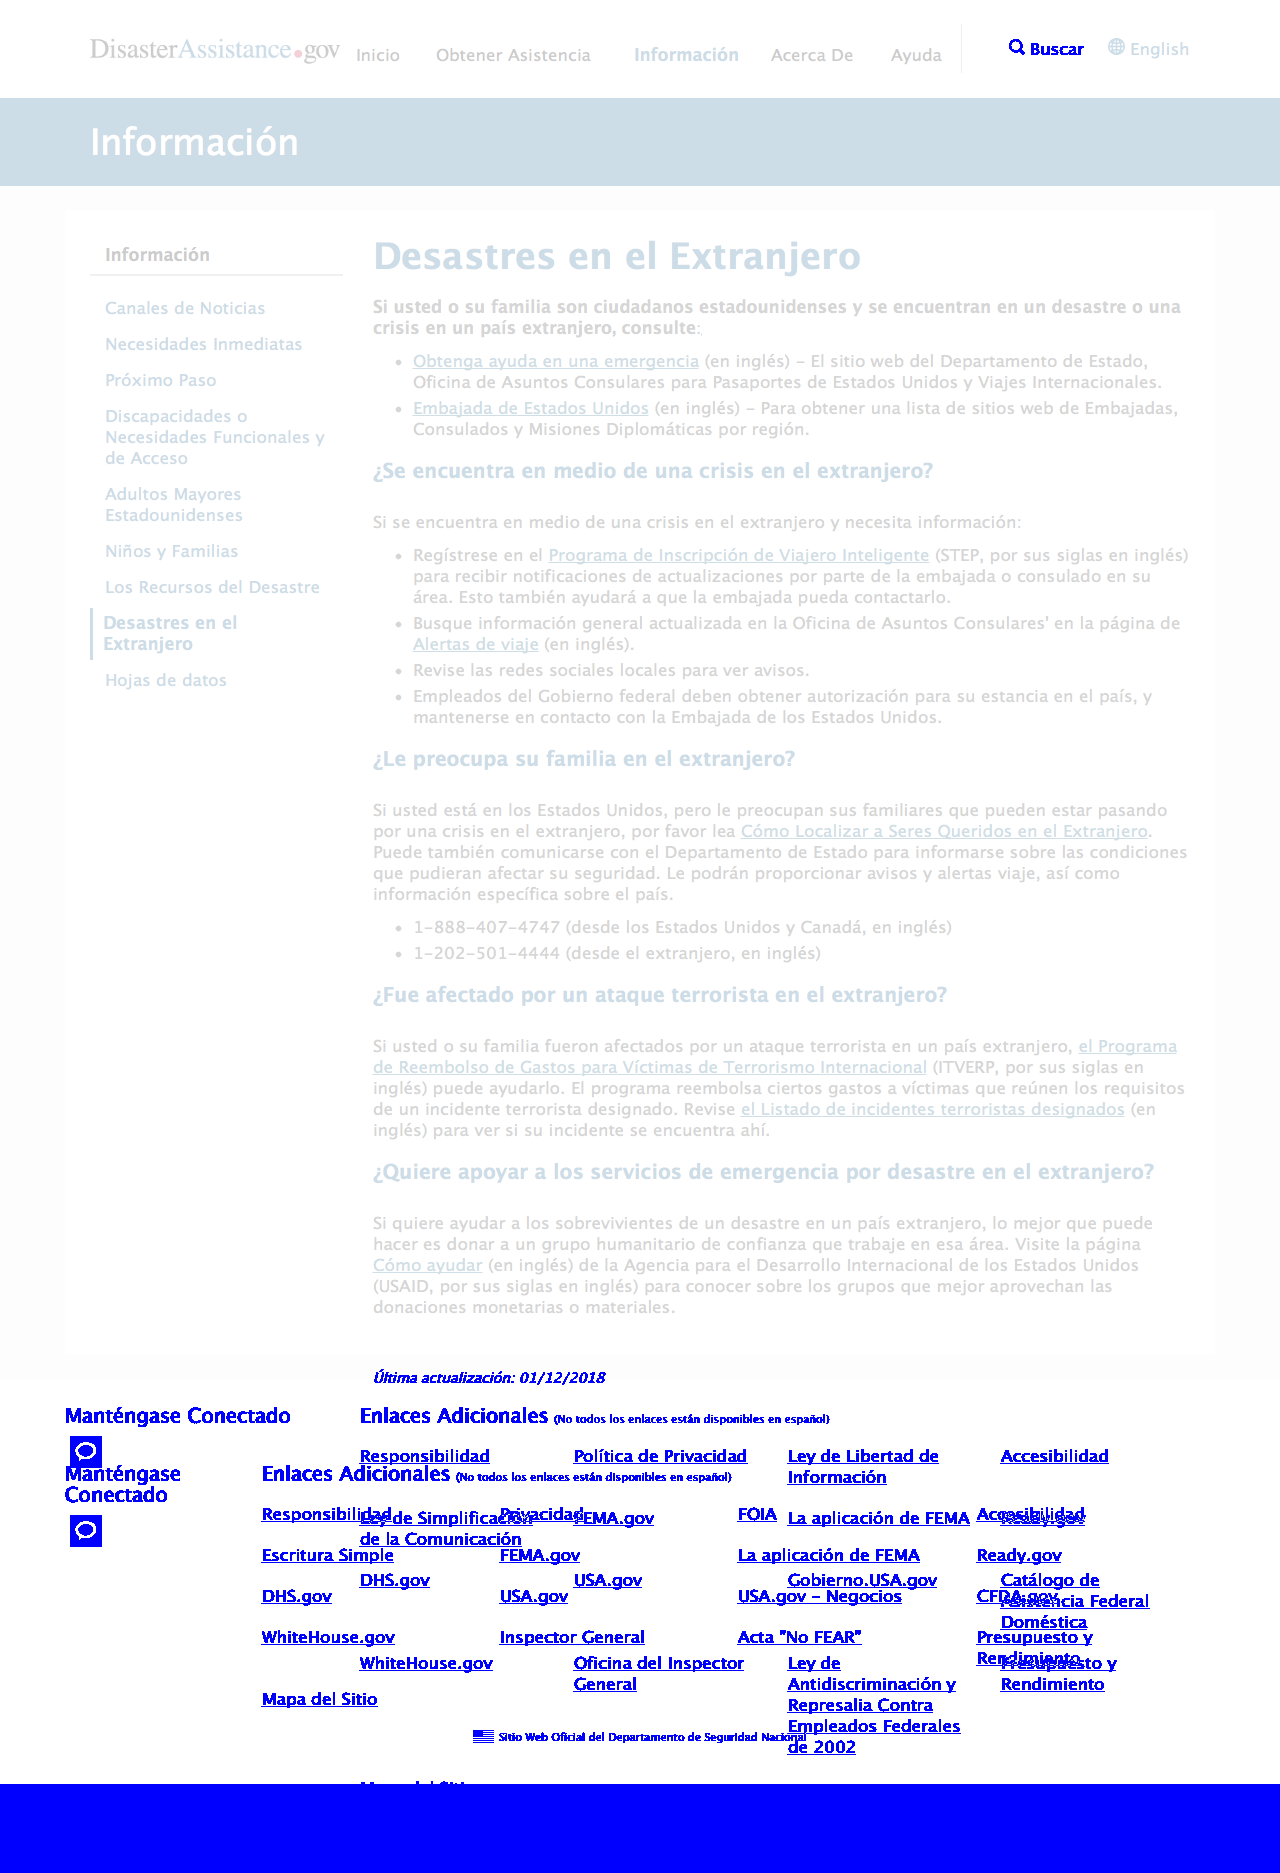 DisasterAssistance.gov
Inicio
Obtener Asistencia
Información
Acerca De
Ayuda
Buscar
English
Información
Información
Canales de Noticias
Necesidades Inmediatas
Próximo Paso
Discapacidades o
Necesidades Funcionales y
de Acceso
Adultos Mayores
Estadounidenses
Niños y Familias
Los Recursos del Desastre
Desastres en el
Extranjero
Hojas de datos
Desastres en el Extranjero
Si usted o su familia son ciudadanos estadounidenses y se encuentran en un desastre o una
crisis en un país extranjero, consulte:
• Obtenga ayuda en una emergencia (en inglés) – El sitio web del Departamento de Estado,
Oficina de Asuntos Consulares para Pasaportes de Estados Unidos y Viajes Internacionales.
• Embajada de Estados Unidos (en inglés) – Para obtener una lista de sitios web de Embajadas,
Consulados y Misiones Diplomáticas por región.
¿Se encuentra en medio de una crisis en el extranjero?
Si se encuentra en medio de una crisis en el extranjero y necesita información:
• Regístrese en el Programa de Inscripción de Viajero Inteligente (STEP, por sus siglas en inglés)
para recibir notificaciones de actualizaciones por parte de la embajada o consulado en su
área. Esto también ayudará a que la embajada pueda contactarlo.
• Busque información general actualizada en la Oficina de Asuntos Consulares' en la página de
Alertas de viaje (en inglés).
• Revise las redes sociales locales para ver avisos.
• Empleados del Gobierno federal deben obtener autorización para su estancia en el país, y
mantenerse en contacto con la Embajada de los Estados Unidos.
¿Le preocupa su familia en el extranjero?
Si usted está en los Estados Unidos, pero le preocupan sus familiares que pueden estar pasando
por una crisis en el extranjero, por favor lea Cómo Localizar a Seres Queridos en el Extranjero.
Puede también comunicarse con el Departamento de Estado para informarse sobre las condiciones
que pudieran afectar su seguridad. Le podrán proporcionar avisos y alertas viaje, así como
información específica sobre el país.
• 1-888-407-4747 (desde los Estados Unidos y Canadá, en inglés)
• 1-202-501-4444 (desde el extranjero, en inglés)
¿Fue afectado por un ataque terrorista en el extranjero?
Si usted o su familia fueron afectados por un ataque terrorista en un país extranjero, el Programa
de Reembolso de Gastos para Víctimas de Terrorismo Internacional (ITVERP, por sus siglas en
inglés) puede ayudarlo. El programa reembolsa ciertos gastos a víctimas que reúnen los requisitos
de un incidente terrorista designado. Revise el Listado de incidentes terroristas designados (en
inglés) para ver si su incidente se encuentra ahí.
¿Quiere apoyar a los servicios de emergencia por desastre en el extranjero?
Si quiere ayudar a los sobrevivientes de un desastre en un país extranjero, lo mejor que puede
hacer es donar a un grupo humanitario de confianza que trabaje en esa área. Visite la página
Cómo ayudar (en inglés) de la Agencia para el Desarrollo Internacional de los Estados Unidos
(USAID, por sus siglas en inglés) para conocer sobre los grupos que mejor aprovechan las
donaciones monetarias o materiales.
Última actualización: 01/12/2018
Manténgase Conectado
Enlaces Adicionales (No todos los enlaces están disponibles en español)
Responsibilidad
Política de Privacidad
Ley de Libertad de
Información
Accesibilidad
Manténgase
Conectado
Enlaces Adicionales (No todos los enlaces están disponibles en español)
Responsibilidad
Privacidad
FOIA
Accesibilidad
Ley de Simplificación
de la Comunicación
FEMA.gov
La aplicación de FEMA
Ready.gov
Escritura Simple
FEMA.gov
La aplicación de FEMA
Ready.gov
DHS.gov
USA.gov
Gobierno.USA.gov
Catálogo de
Asistencia Federal
Doméstica
DHS.gov
USA.gov
USA.gov - Negocios
CFDA.gov
WhiteHouse.gov
Inspector General
Acta "No FEAR"
Presupuesto y
Rendimiento
WhiteHouse.gov
Oficina del Inspector
General
Ley de
Antidiscriminación y
Represalia Contra
Empleados Federales
de 2002
Presupuesto y
Rendimiento
Mapa del Sitio
Sitio Web Oficial del Departamento de Seguridad Nacional